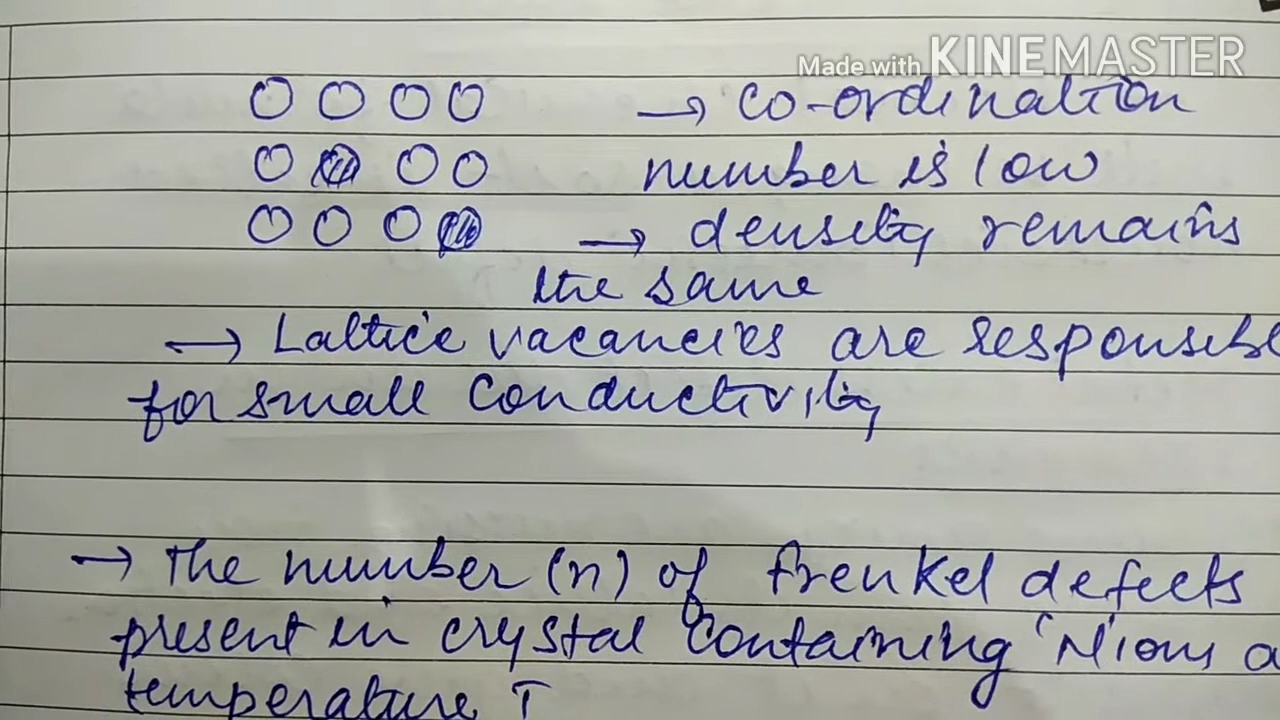 Made with KINEMASTER
→ co-ordination
number is low
→ density remains
the same
→ Lattice vacancies are responsible
for small conductivity
→ The number (n) of frenkel defects
present in crystal containing 'N' ions a
temperature T